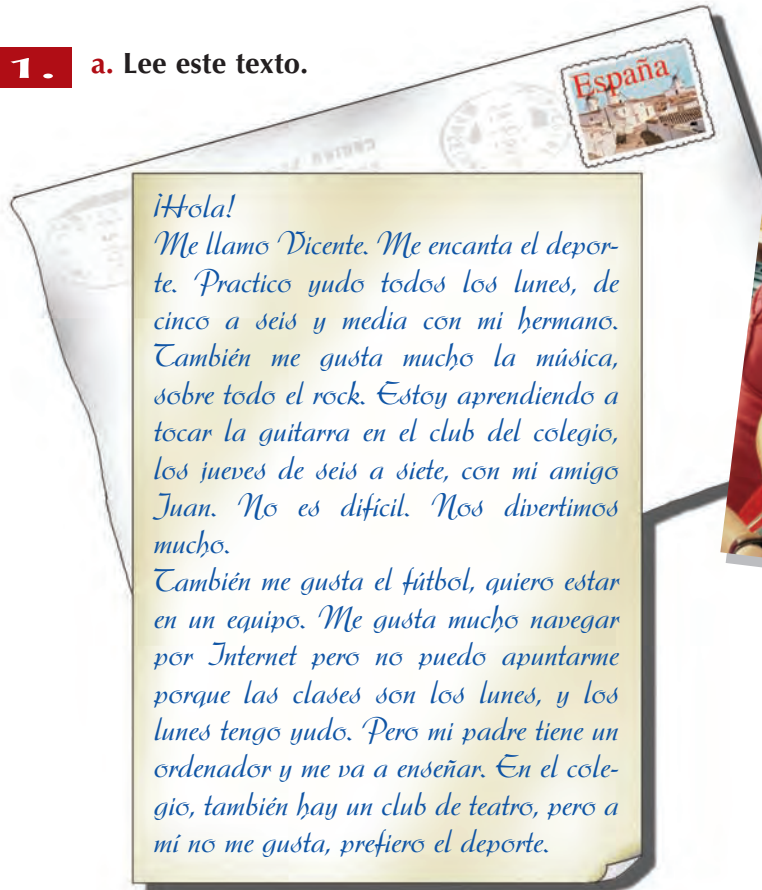 1.
a. Lee este texto.
España
¡Hola!
Me llamo Vicente. Me encanta el depor-
te. Practico yudo todos los lunes, de
cinco a seis y media con mi hermano.
También me gusta mucho la música,
sobre todo el rock. Estoy aprendiendo a
tocar la guitarra en el club del colegio,
los jueves de seis a siete, con mi amigo
Juan. No es difícil. Nos divertimos
mucho.
También me gusta el fútbol, quiero estar
en un equipo. Me gusta mucho navegar
por Internet pero no puedo apuntarme
porque las clases son los lunes, y los
lunes tengo yudo. Pero mi padre tiene un
ordenador y me va a enseñar. En el cole-
gio, también hay un club de teatro, pero a
mí no me gusta, prefiero el deporte.